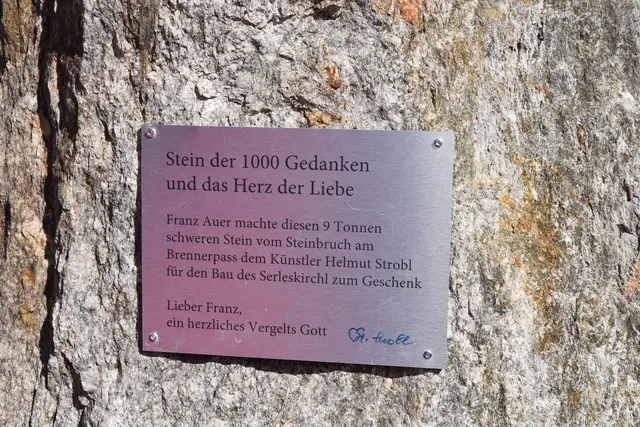 Stein der 1000 Gedanken
und das Herz der Liebe
Franz Auer machte diesen 9 Tonnen
schweren Stein vom Steinbruch am
Brennerpass dem Künstler Helmut Strobl
für den Bau des Serleskirchl zum Geschenk
Lieber Franz,
ein herzliches Vergelts Gott